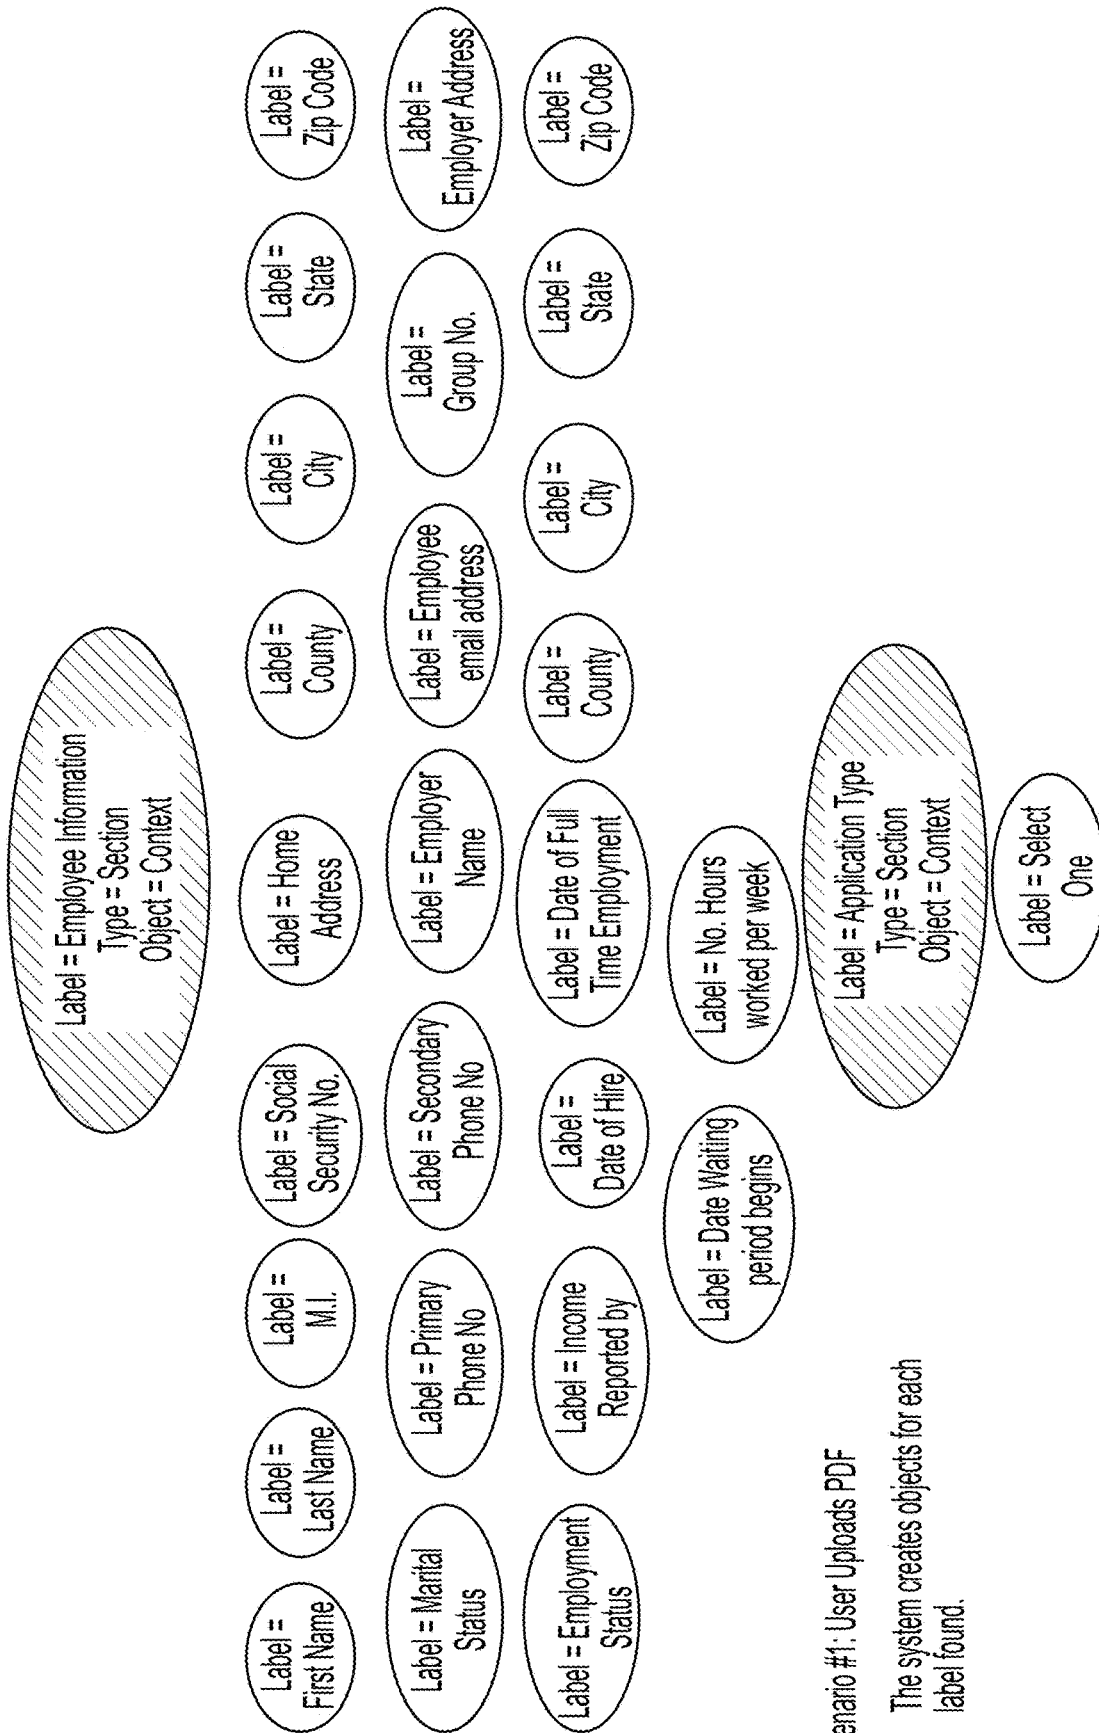 Label = Employee Information
Type = Section
Object = Context
Label =
First Name
Label =
Last Name
Label =
M.I.
Label = Social
Security No.
Label = Home
Address
Label =
County
Label =
City
Label =
State
Label =
Zip Code
Label = Marital
Status
Label = Primary
Phone No
Label = Secondary
Phone No
Label = Employer
Name
Label = Employee
email address
Label =
Group No.
Label =
Employer Address
Label = Employment
Status
Label = Income
Reported by
Label =
Date of Hire
Label = Date of Full
Time Employment
Label =
County
Label =
City
Label =
State
Label =
Zip Code
Label = Date Waiting
period begins
Label = No. Hours
worked per week
Label = Application Type
Type = Section
Object = Context
Label = Select
One
enario #1: User Uploads PDF
The system creates objects for each
label found.